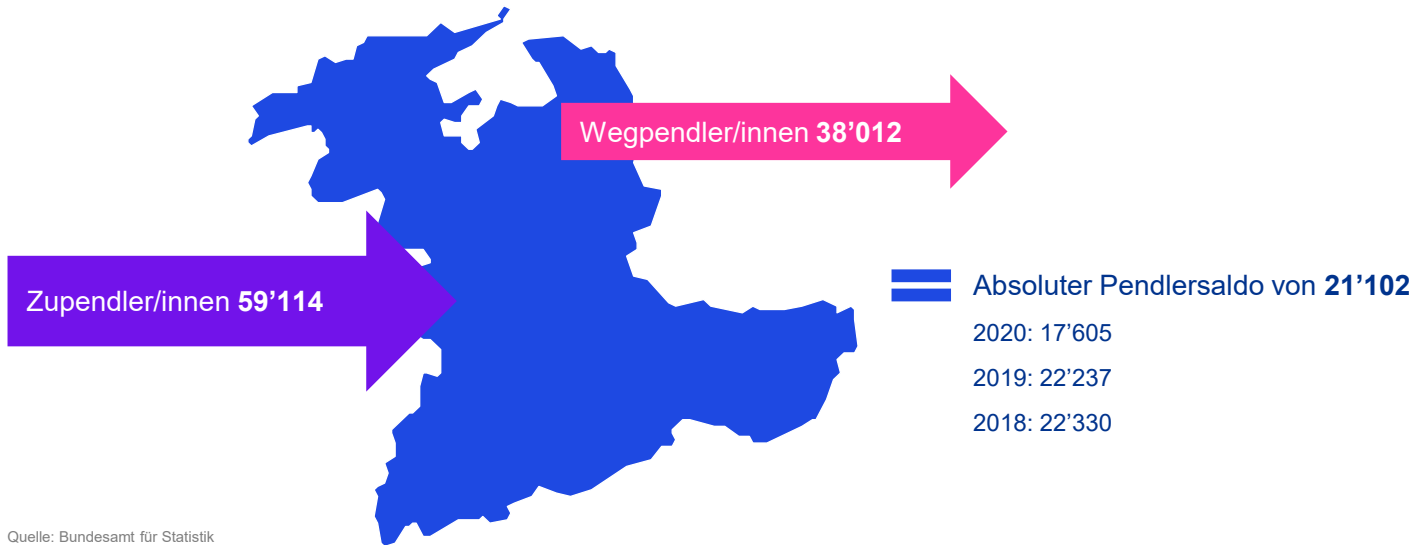 Wegpendler/innen 38’012
Zupendler/innen 59’114
Absoluter Pendlersaldo von 21’102
2020: 17’605
2019: 22’237
2018: 22’330
Quelle: Bundesamt für Statistik